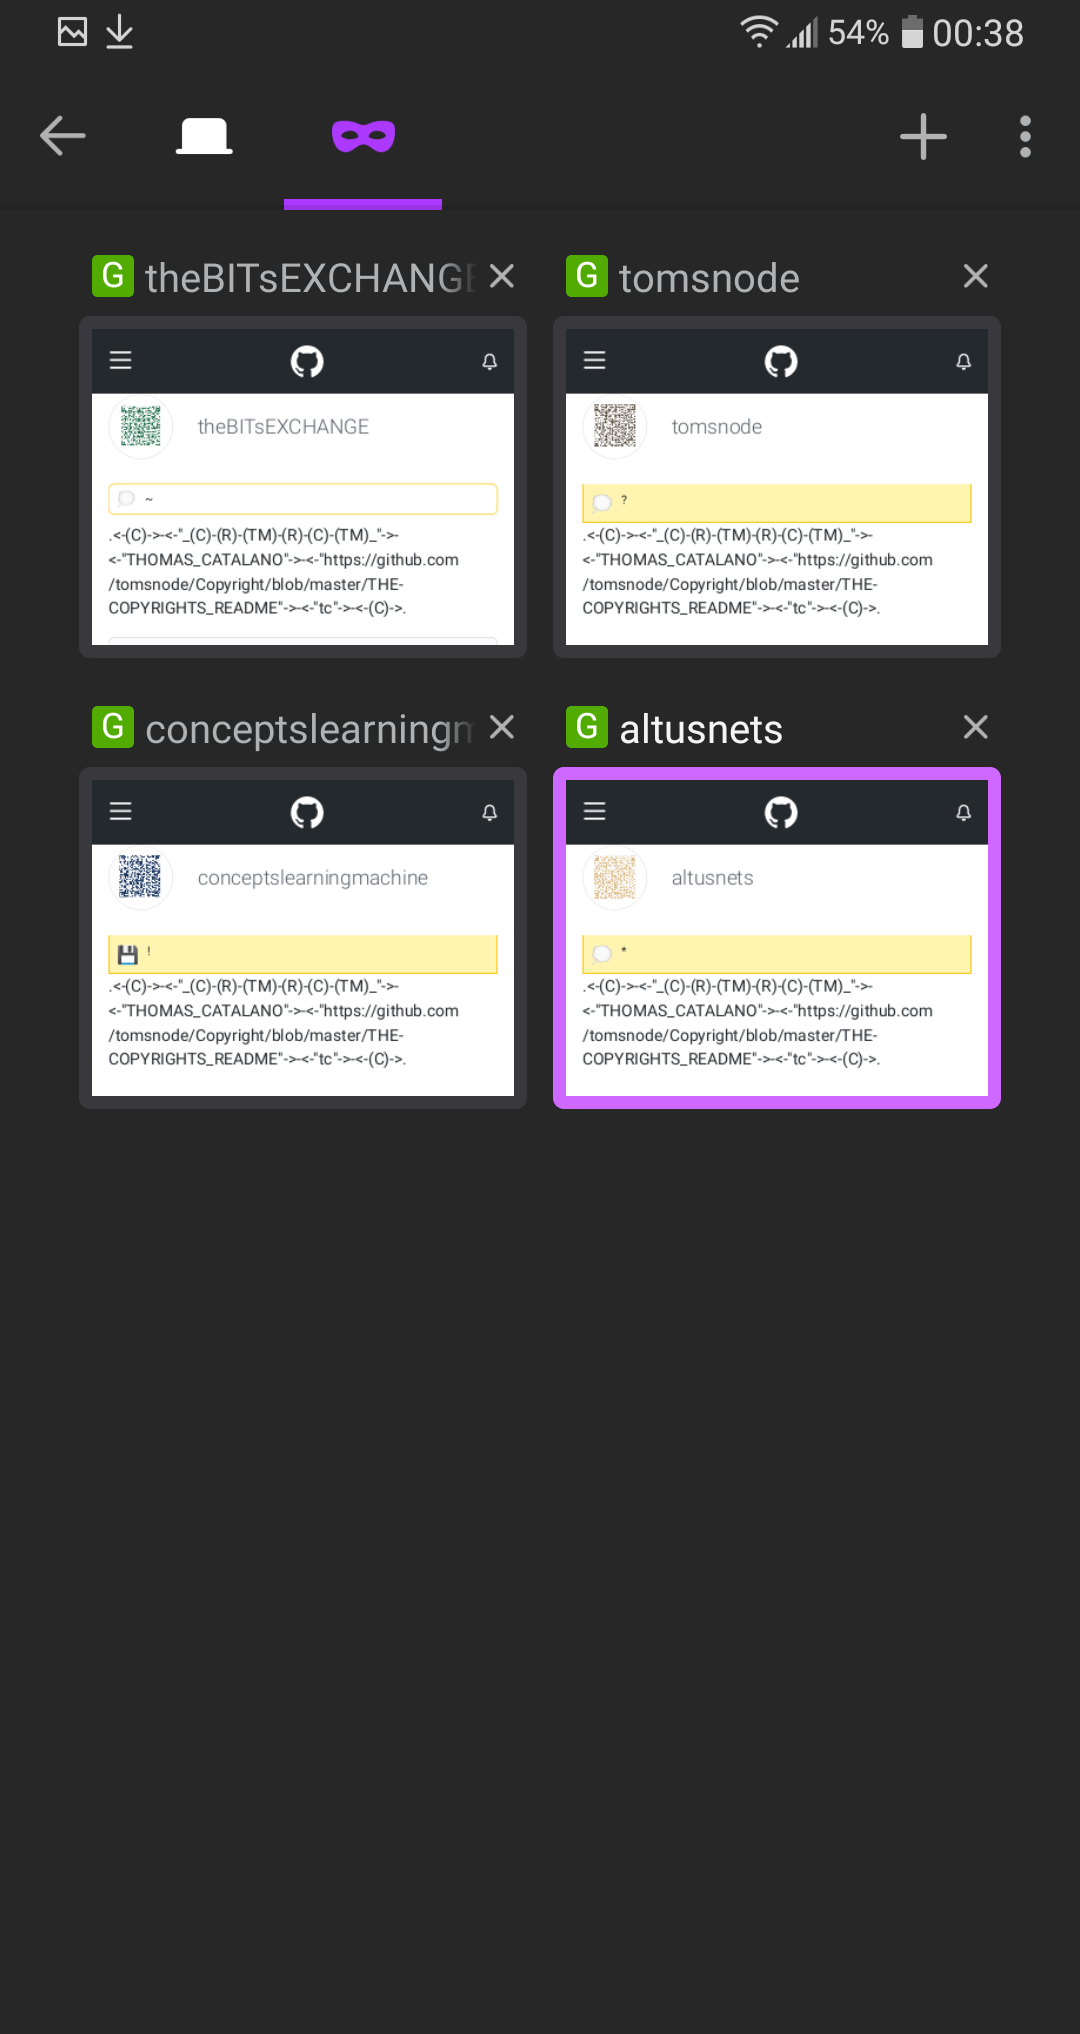 54% 00:38
G theBITsEXCHANGE
theBITsEXCHANGE
~
.<-(C)->-<-"_(C)-(R)-(TM)-(R)-(C)-(TM)_"->-
<-"THOMAS_CATALANO"->-<-"https://github.com
/tomsnode/Copyright/blob/master/THE-
COPYRIGHTS_README"->-<-"tc"->-<-(C)->.
G tomsnode
tomsnode
?
.<-(C)->-<-"_(C)-(R)-(TM)-(R)-(C)-(TM)_"->-
<-"THOMAS_CATALANO"->-<-"https://github.com
/tomsnode/Copyright/blob/master/THE-
COPYRIGHTS_README"->-<-"tc"->-<-(C)->.
G conceptslearningm
conceptslearningmachine
!
.<-(C)->-<-"_(C)-(R)-(TM)-(R)-(C)-(TM)_"->-
<-"THOMAS_CATALANO"->-<-"https://github.com
/tomsnode/Copyright/blob/master/THE-
COPYRIGHTS_README"->-<-"tc"->-<-(C)->.
G altusnets
altusnets
*
.<-(C)->-<-"_(C)-(R)-(TM)-(R)-(C)-(TM)_"->-
<-"THOMAS_CATALANO"->-<-"https://github.com
/tomsnode/Copyright/blob/master/THE-
COPYRIGHTS_README"->-<-"tc"->-<-(C)->.